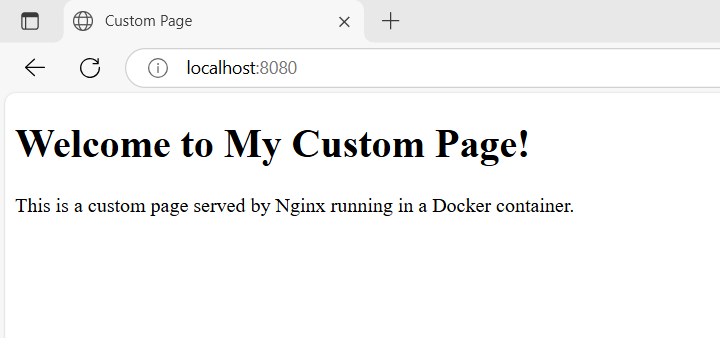 Custom Page
localhost:8080
Welcome to My Custom Page!
This is a custom page served by Nginx running in a Docker container.